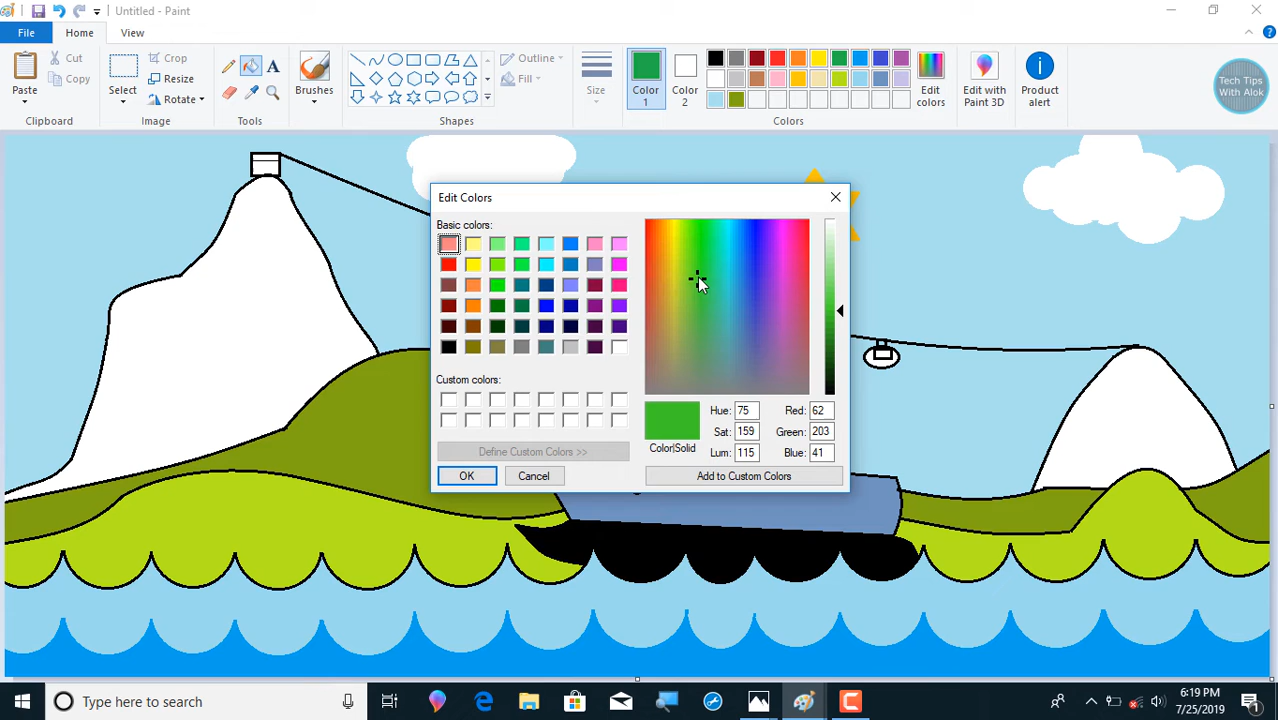 Untitled - Paint
File Home View
Paste
Cut
Copy
Clipboard
Select
Crop
Resize
Rotate
Image
A
Tools
Brushes
Outline
Fill
Shapes
Size
Color 1
Color 2
Colors
Edit colors
Edit with Paint 3D
Product alert
Tech Tips
With Alok
Edit Colors
Basic colors:
Custom colors:
Define Custom Colors >>
OK Cancel
Color|Solid
Hue: 75 Red: 62
Sat: 159 Green: 203
Lum: 115 Blue: 41
Add to Custom Colors
Type here to search
6:19 PM
7/25/2019
1